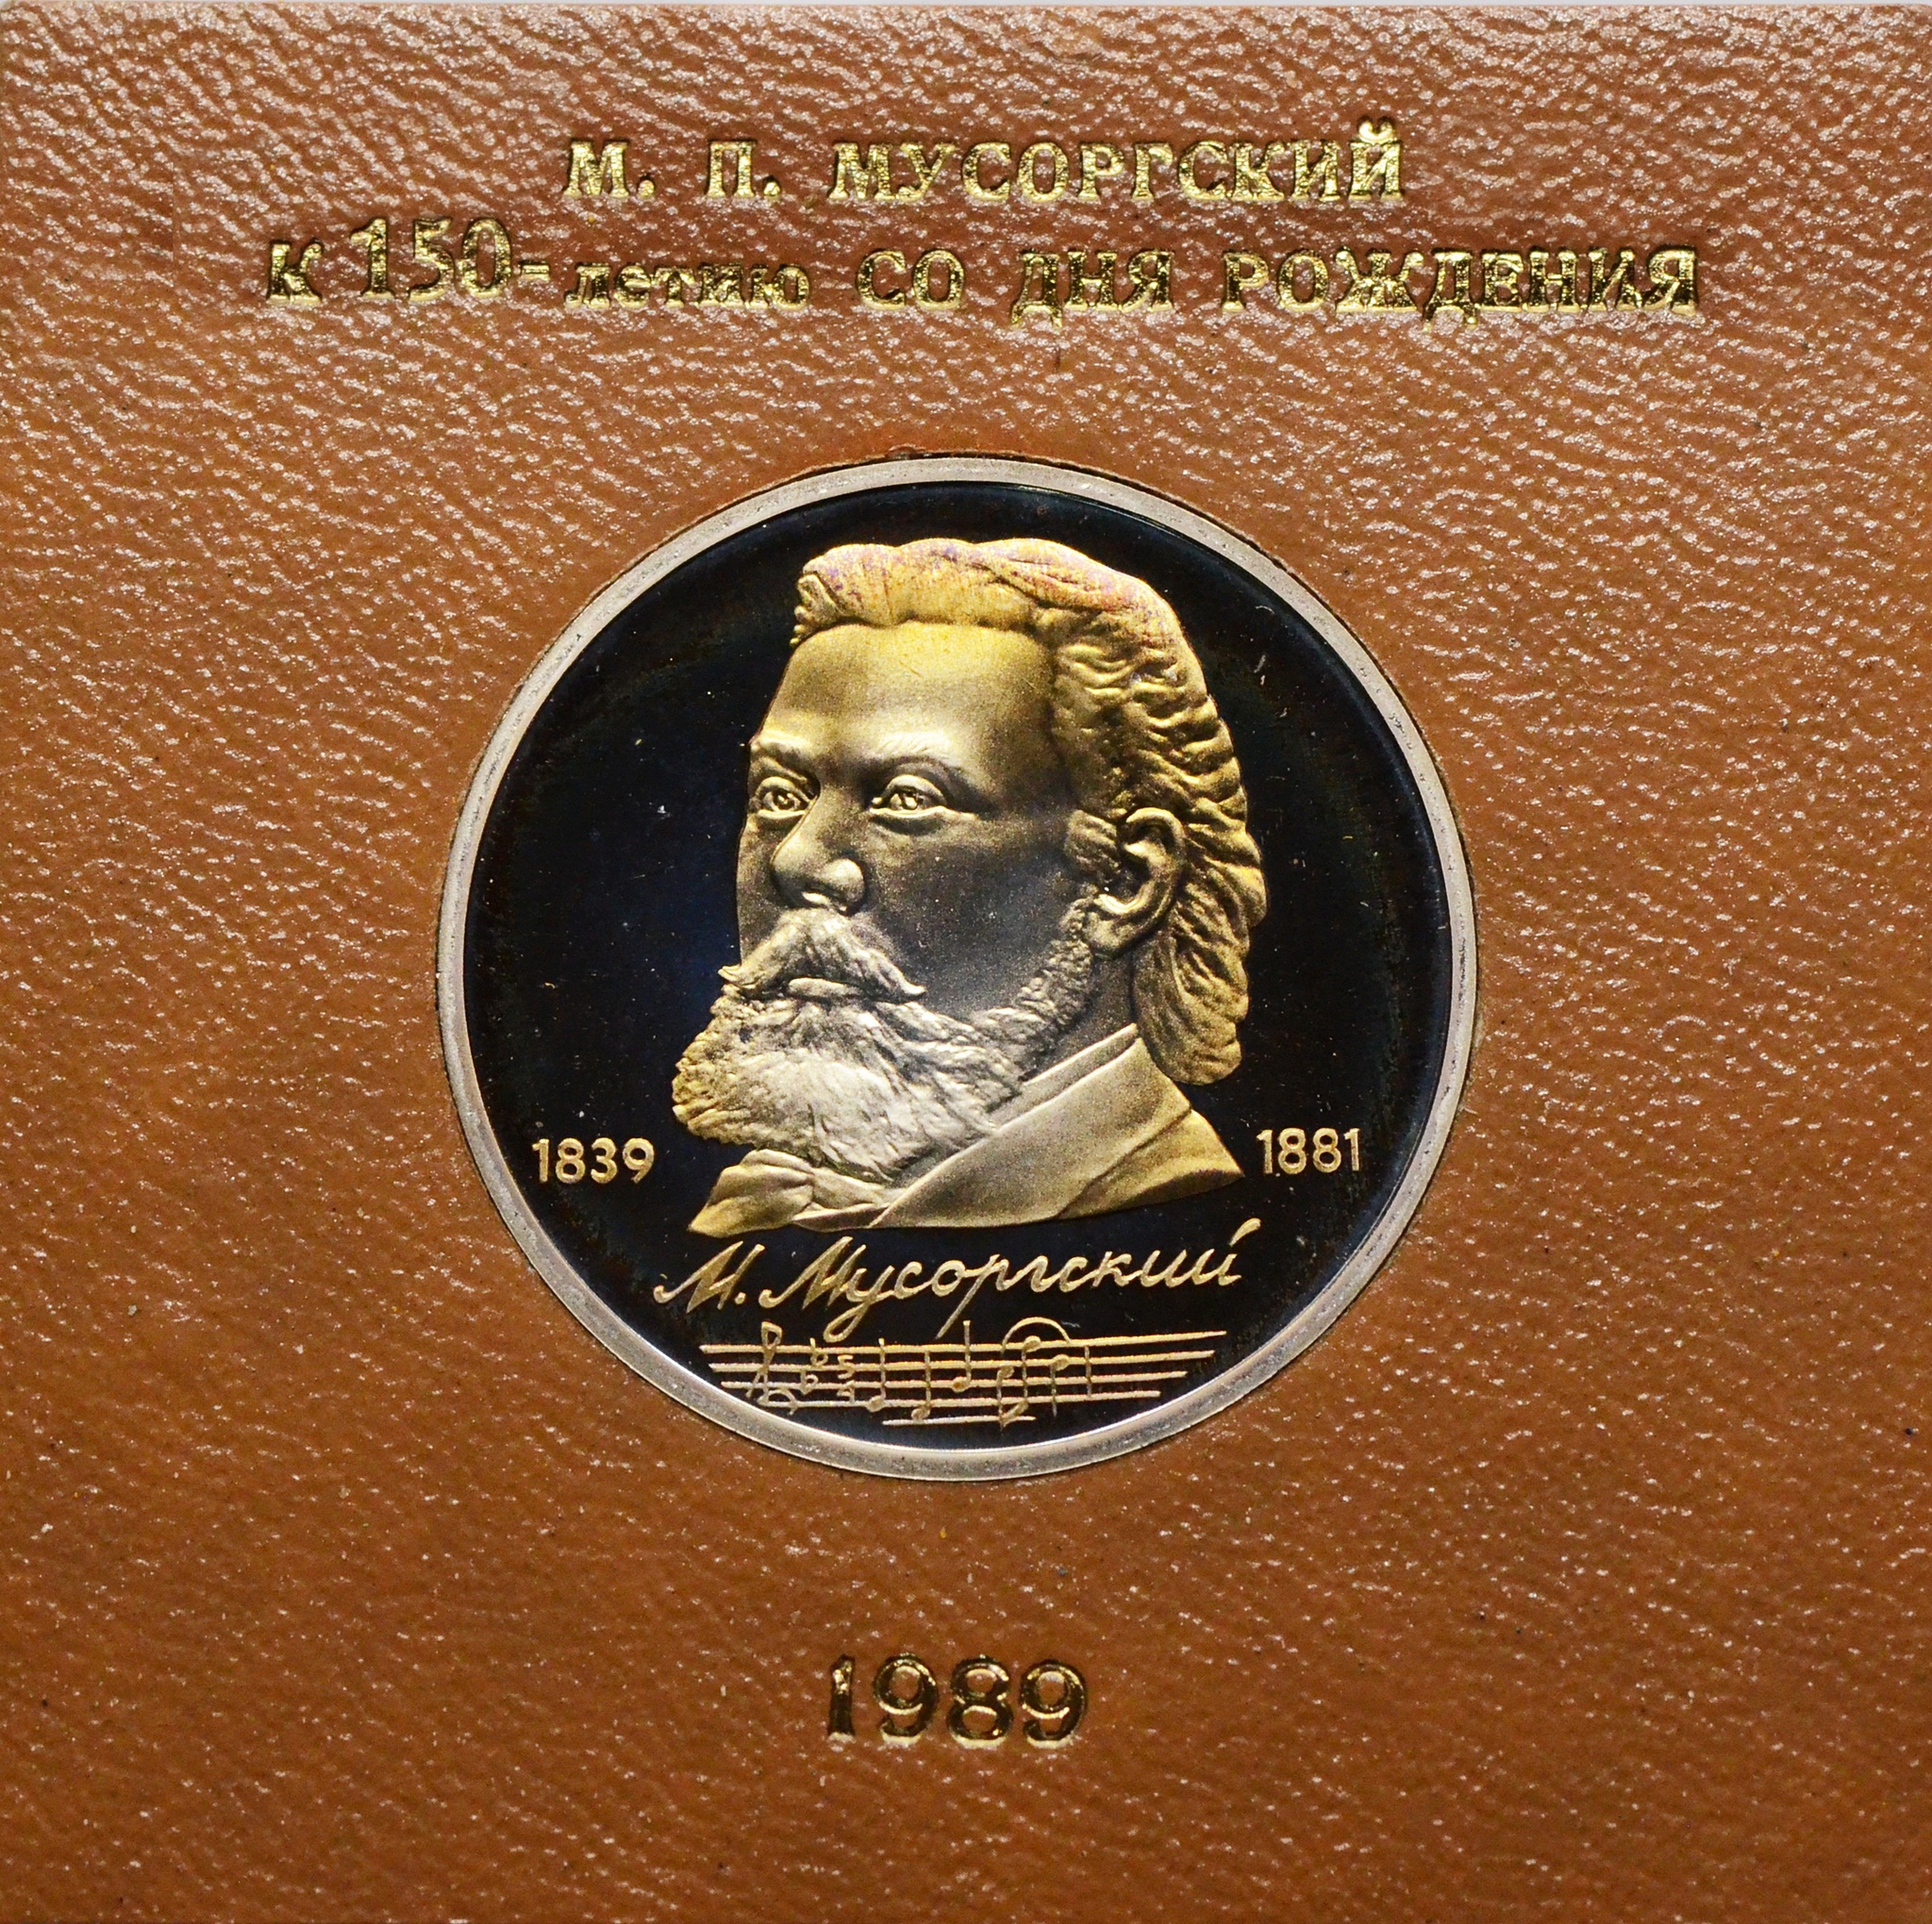 М. П. МУСОРГСКИЙ
к 150-летию СО ДНЯ РОЖДЕНИЯ
1839 1881
М. Мусоргский
1989